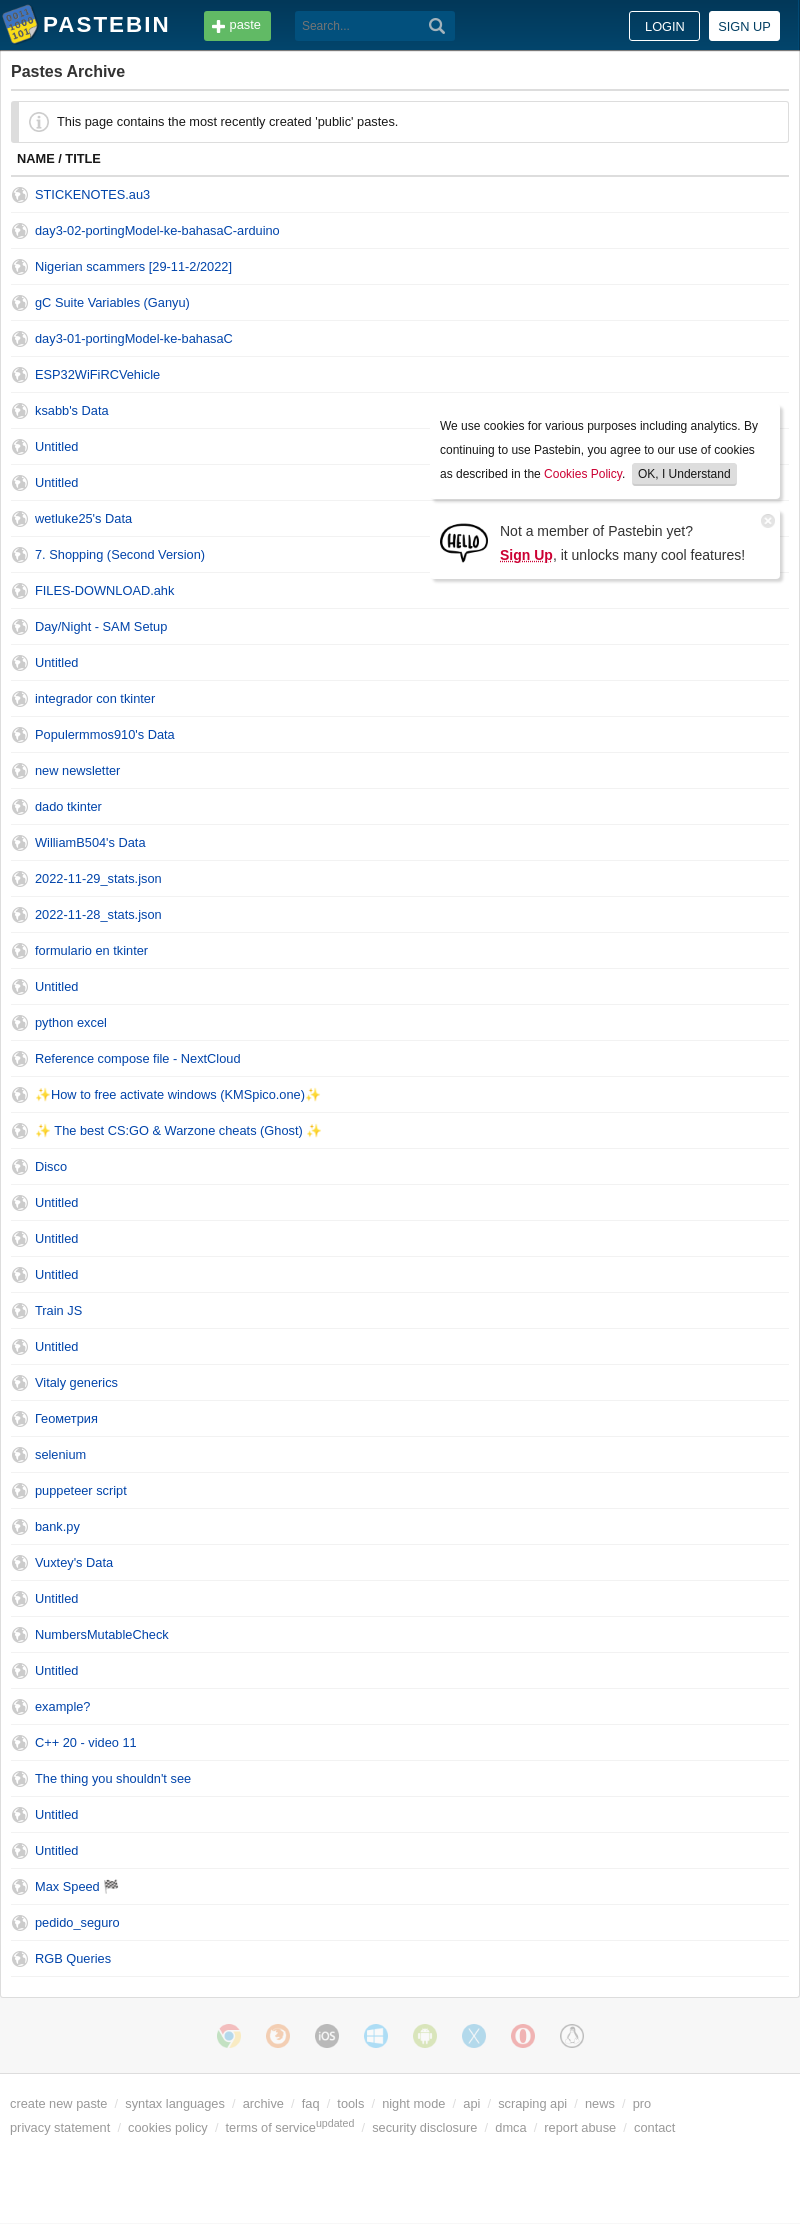 PASTEBIN paste Search... LOGIN SIGN UP
Pastes Archive
This page contains the most recently created 'public' pastes.
NAME / TITLE
STICKENOTES.au3
day3-02-portingModel-ke-bahasaC-arduino
Nigerian scammers [29-11-2/2022]
gC Suite Variables (Ganyu)
day3-01-portingModel-ke-bahasaC
ESP32WiFiRCVehicle
ksabb's Data
Untitled
Untitled
wetluke25's Data
7. Shopping (Second Version)
We use cookies for various purposes including analytics. By
continuing to use Pastebin, you agree to our use of cookies
as described in the Cookies Policy. OK, I Understand
HELLO
Not a member of Pastebin yet?
Sign Up, it unlocks many cool features!
FILES-DOWNLOAD.ahk
Day/Night - SAM Setup
Untitled
integrador con tkinter
Populermmos910's Data
new newsletter
dado tkinter
WilliamB504's Data
2022-11-29_stats.json
2022-11-28_stats.json
formulario en tkinter
Untitled
python excel
Reference compose file - NextCloud
✨How to free activate windows (KMSpico.one)✨
✨ The best CS:GO & Warzone cheats (Ghost) ✨
Disco
Untitled
Untitled
Untitled
Train JS
Untitled
Vitaly generics
Геометрия
selenium
puppeteer script
bank.py
Vuxtey's Data
Untitled
NumbersMutableCheck
Untitled
example?
C++ 20 - video 11
The thing you shouldn't see
Untitled
Untitled
Max Speed 🏁
pedido_seguro
RGB Queries
iOS
create new paste / syntax languages / archive / faq / tools / night mode / api / scraping api / news / pro
privacy statement / cookies policy / terms of service updated / security disclosure / dmca / report abuse / contact